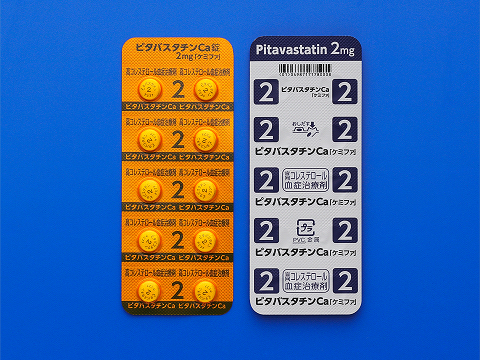 ピタバスタチンCa錠
2mg「ケミファ」
高コレステロール血症治療剤 高コレステロール血症治療剤
2
ピタバスタチンCa ピタバスタチンCa
高コレステロール血症治療剤 高コレステロール血症治療剤
2
ピタバスタチンCa ピタバスタチンCa
高コレステロール血症治療剤 高コレステロール血症治療剤
2
ピタバスタチンCa ピタバスタチンCa
高コレステロール血症治療剤 高コレステロール血症治療剤
2
ピタバスタチンCa ピタバスタチンCa
高コレステロール血症治療剤 高コレステロール血症治療剤
2
ピタバスタチンCa ピタバスタチンCa
Pitavastatin 2mg
2 ピタバスタチンCa 2
「ケミファ」
2 おしだす 2
ピタバスタチンCa「ケミファ」
2 高コレステロール 2
血症治療剤
ピタバスタチンCa「ケミファ」
2 プラ 2
PVC, 金属
ピタバスタチンCa「ケミファ」
2 高コレステロール 2
血症治療剤
ピタバスタチンCa「ケミファ」